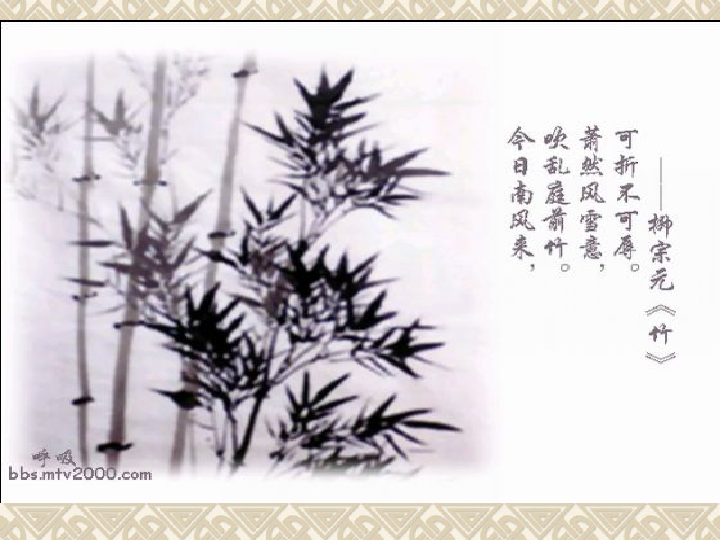 今日南风来，
吹乱庭前竹。
萧然风雪意，
可折不可辱。
——柳宗元《竹》
呼吸
bbs.mtv2000.com